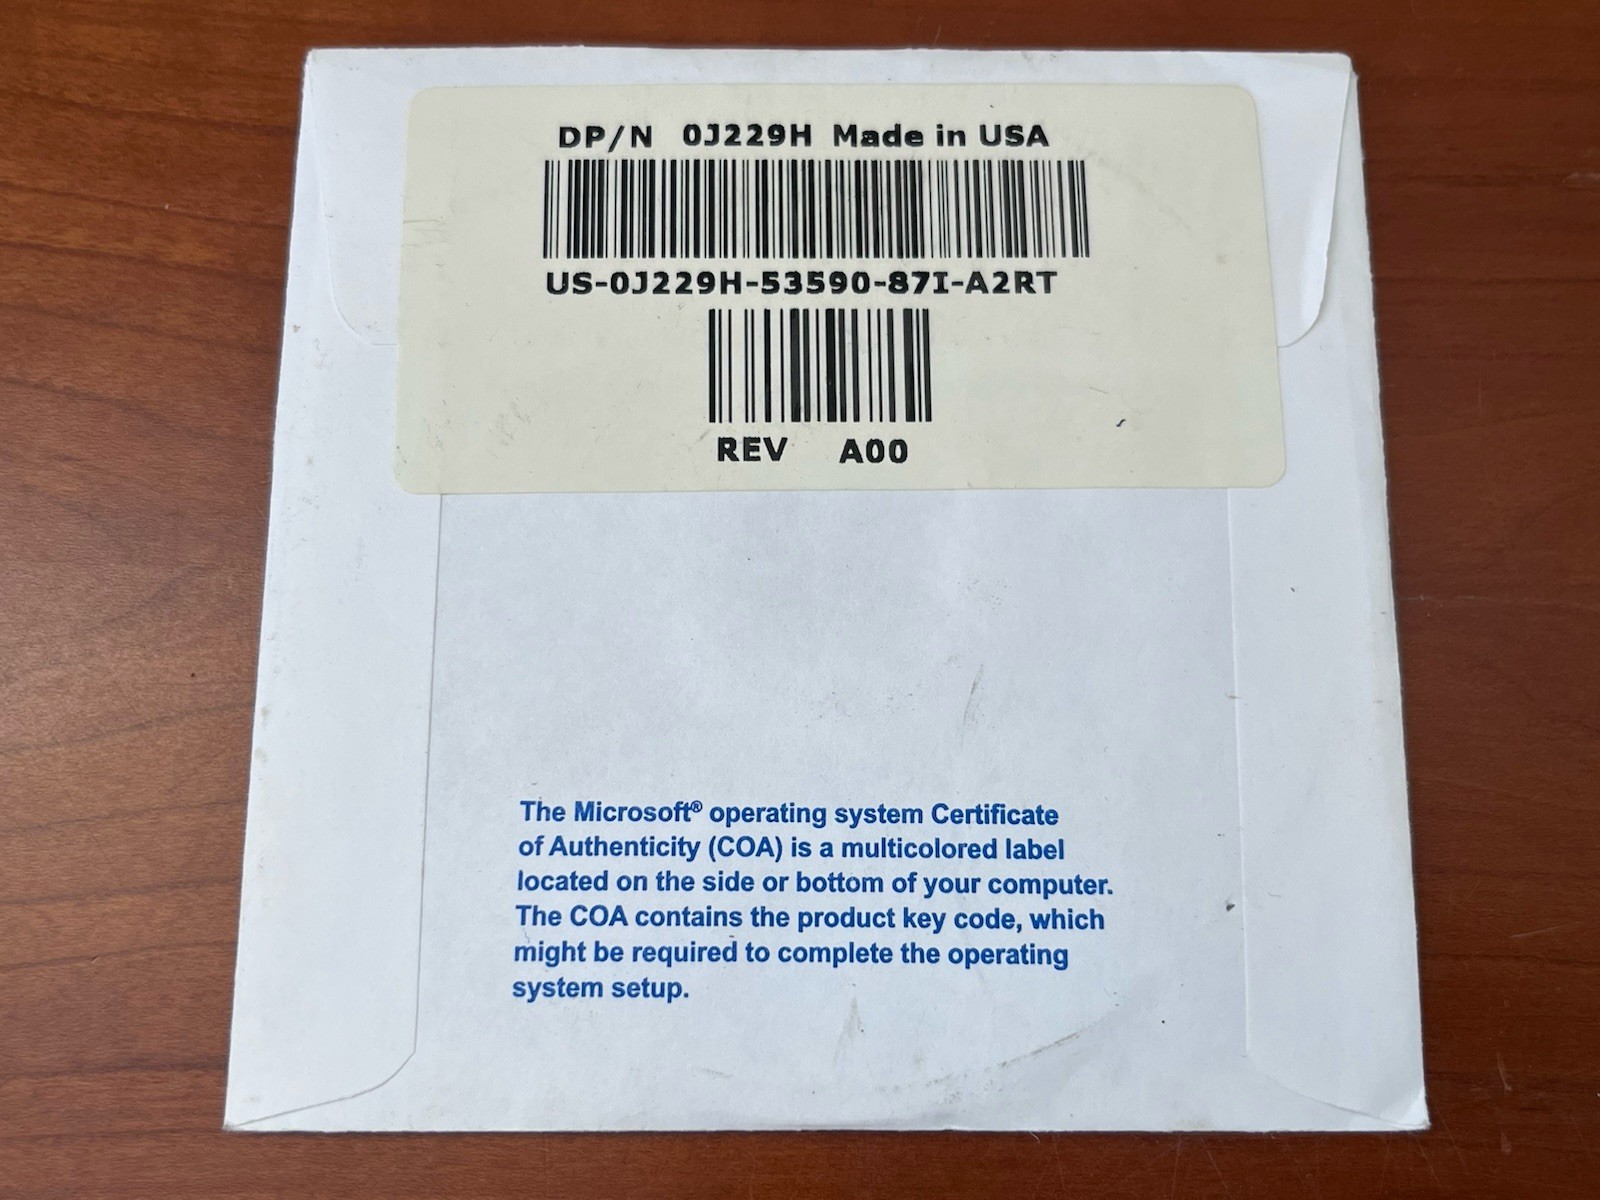 DP/N 0J229H Made in USA
US-0J229H-53590-87I-A2RT
REV A00
The Microsoft® operating system Certificate
of Authenticity (COA) is a multicolored label
located on the side or bottom of your computer.
The COA contains the product key code, which
might be required to complete the operating
system setup.